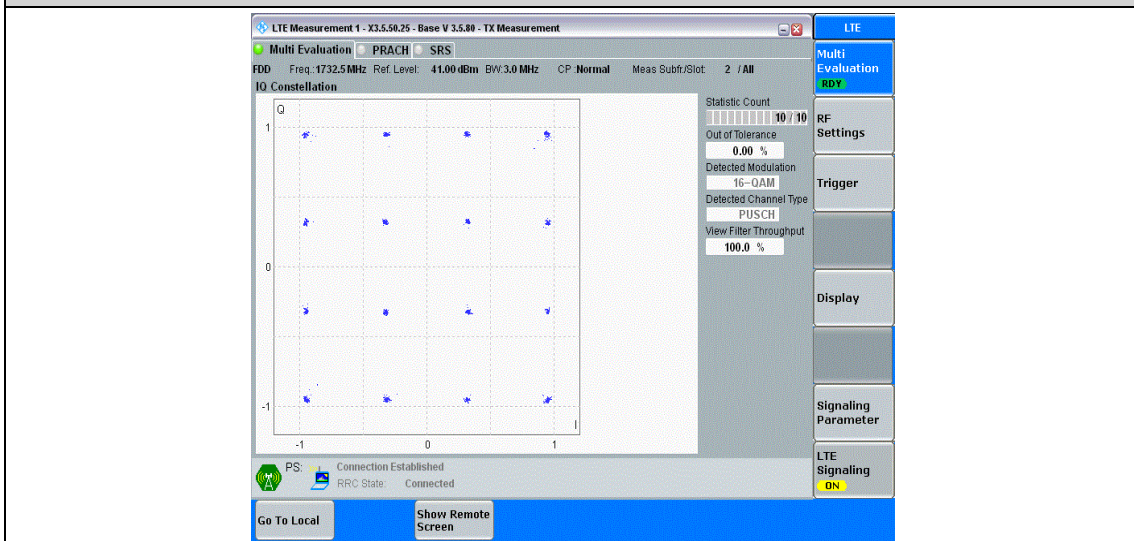 LTE Measurement 1 - X3.5.50.25 - Base V 3.5.80 - TX Measurement
LTE
Multi Evaluation PRACH SRS
Multi
Evaluation
RDY
FDD Freq.:1732.5 MHz Ref. Level: 41.00 dBm BW:3.0 MHz CP :Normal Meas Subfr./Slot: 2 / All
IQ Constellation
Q
1
0
-1
-1 0 1
I
Statistic Count
10 / 10
Out of Tolerance
0.00 %
Detected Modulation
16-QAM
Detected Channel Type
PUSCH
View Filter Throughput
100.0 %
RF
Settings
Trigger
Display
Signaling
Parameter
LTE
Signaling
ON
PS: Connection Established
RRC State: Connected
Go To Local
Show Remote
Screen